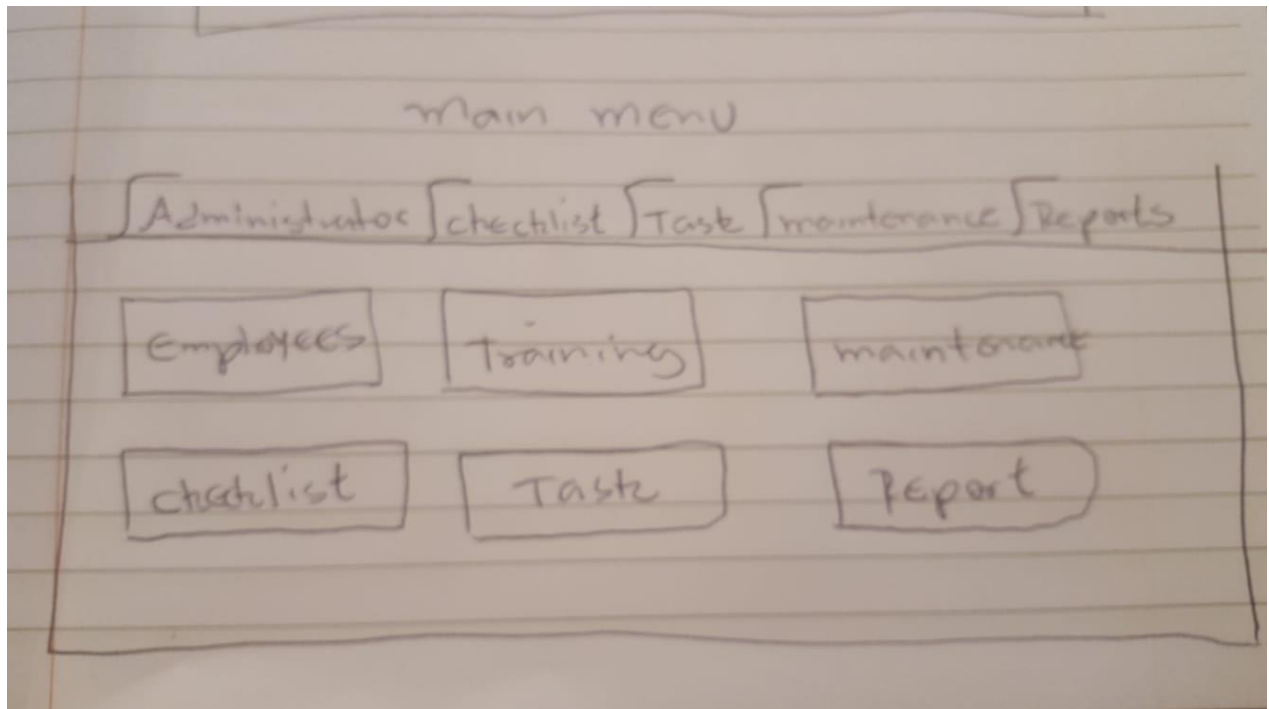 Main menu
Administrator Checklist Task maintenance Reports
Employees Training maintenance
checklist Task Report